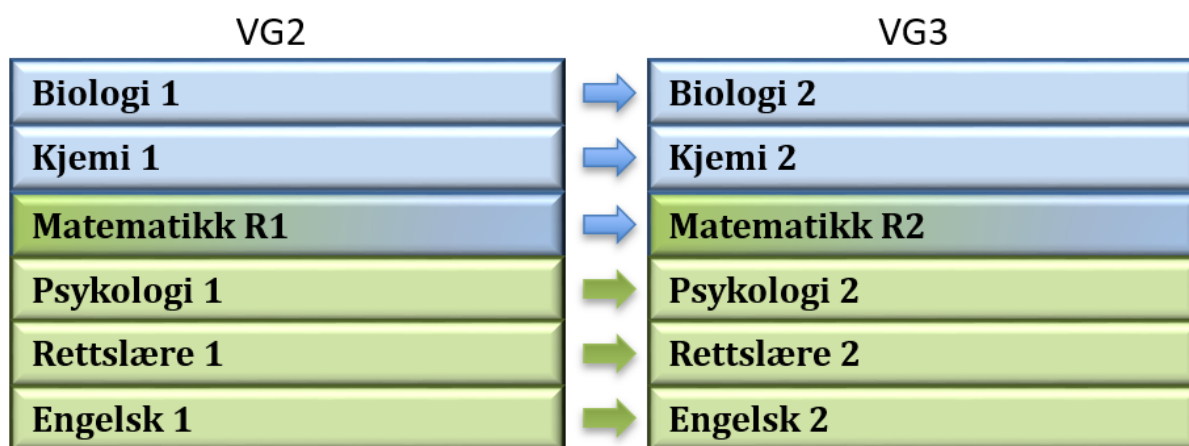 VG2 VG3
Biologi 1 Biologi 2
Kjemi 1 Kjemi 2
Matematikk R1 Matematikk R2
Psykologi 1 Psykologi 2
Rettslære 1 Rettslære 2
Engelsk 1 Engelsk 2